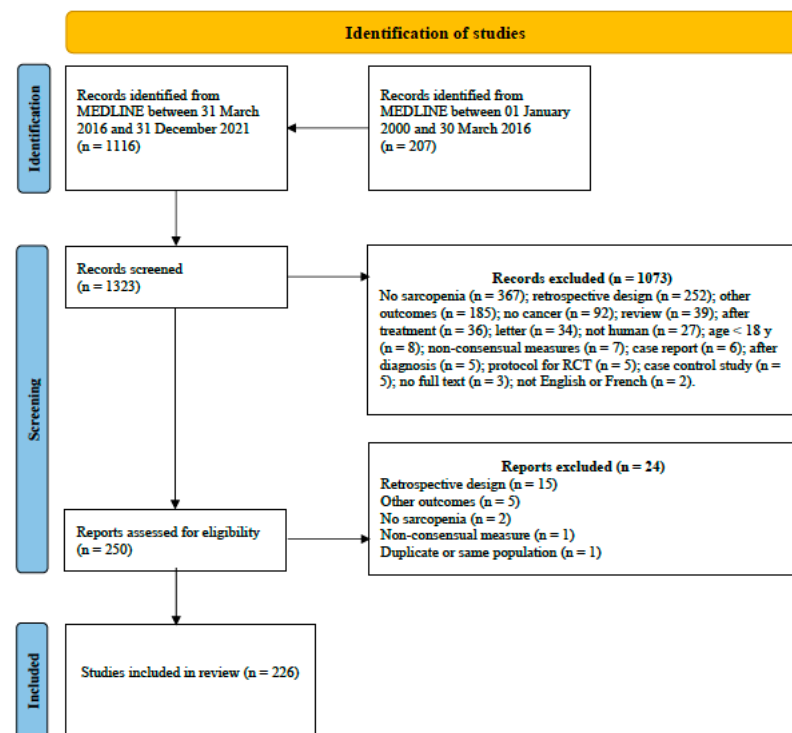 Identification of studies
Identification
Records identified from
MEDLINE between 31 March
2016 and 31 December 2021
(n = 1116)
Records identified from
MEDLINE between 01 January
2000 and 30 March 2016
(n = 207)
Screening
Records screened
(n = 1323)
Records excluded (n = 1073)
No sarcopenia (n = 367); retrospective design (n = 252); other
outcomes (n = 185); no cancer (n = 92); review (n = 39); after
treatment (n = 36); letter (n = 34); not human (n = 27); age < 18 y
(n = 8); non-consensual measures (n = 7); case report (n = 6); after
diagnosis (n = 5); protocol for RCT (n = 5); case control study (n =
5); no full text (n = 3); not English or French (n = 2).
Reports assessed for eligibility
(n = 250)
Reports excluded (n = 24)
Retrospective design (n = 15)
Other outcomes (n = 5)
No sarcopenia (n = 2)
Non-consensual measure (n = 1)
Duplicate or same population (n = 1)
Included
Studies included in review (n = 226)